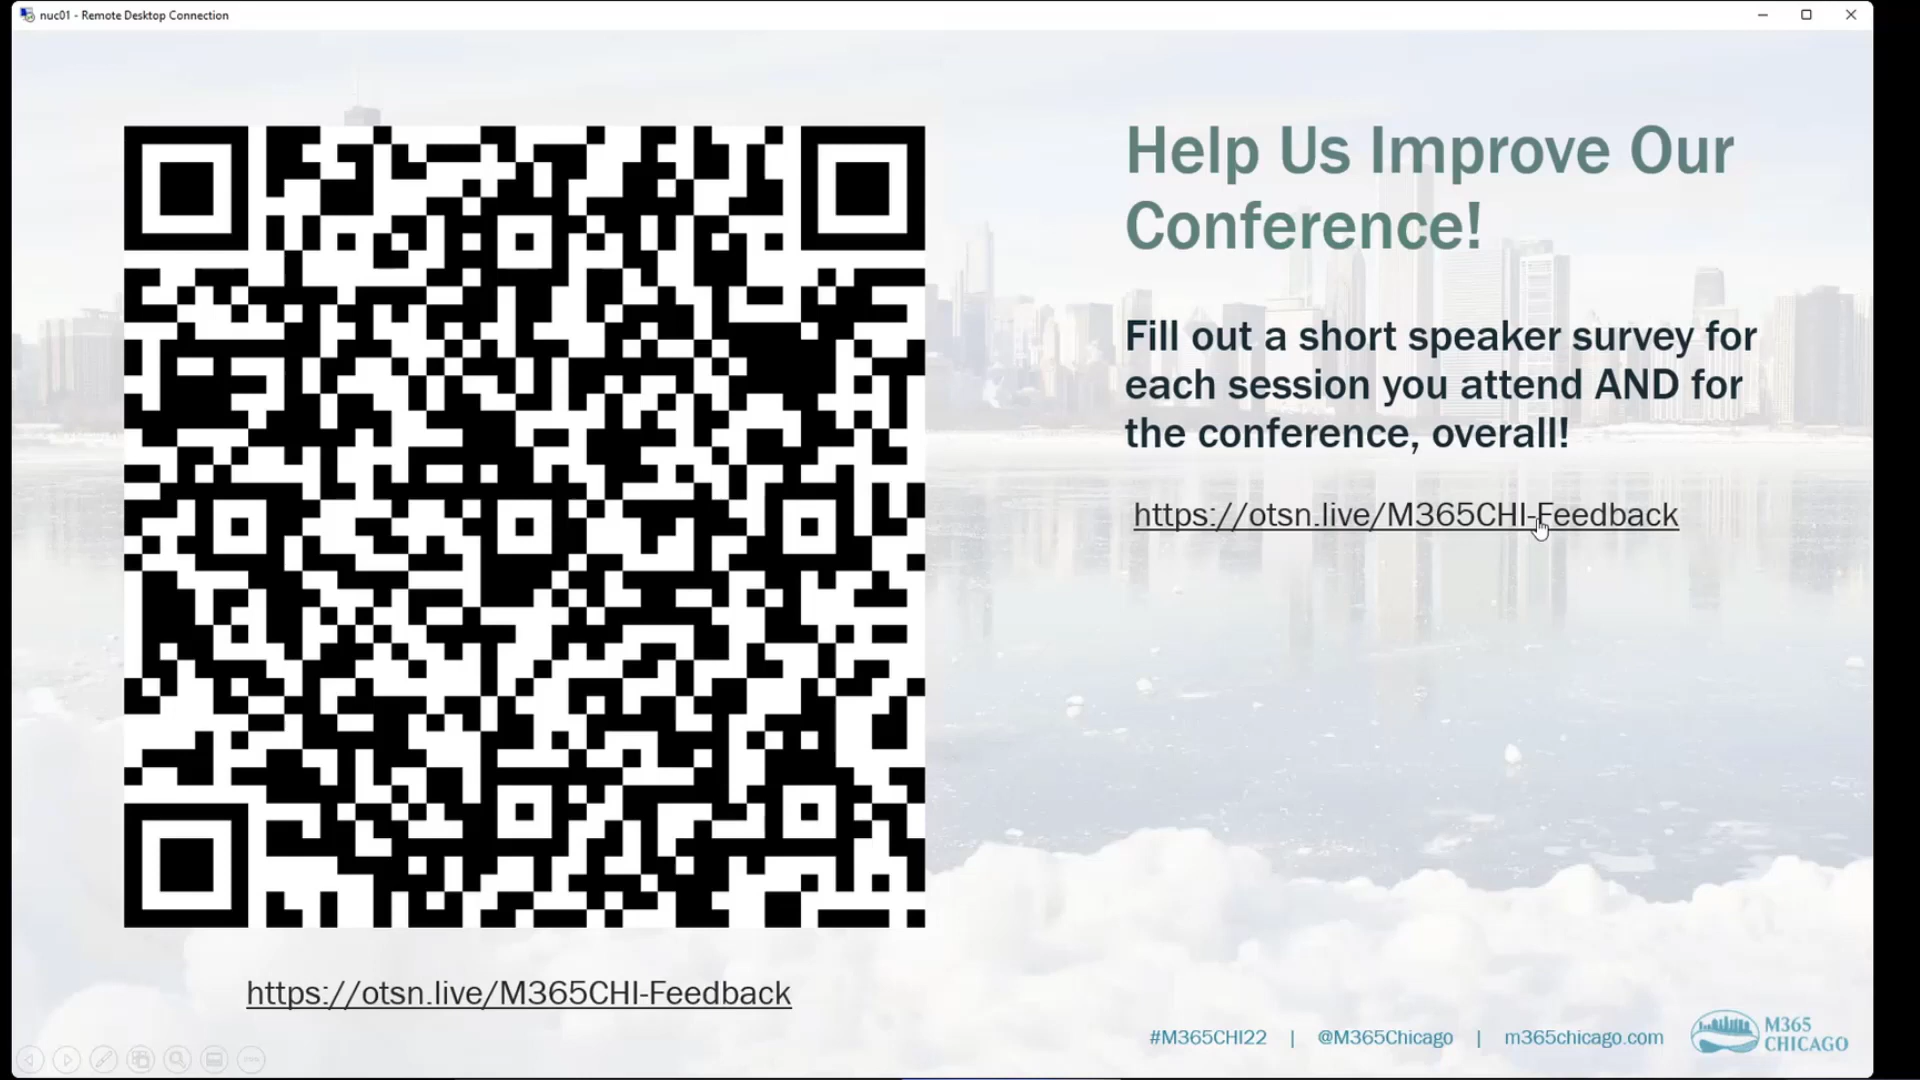 nuc01 - Remote Desktop Connection
Help Us Improve Our
Conference!
Fill out a short speaker survey for
each session you attend AND for
the conference, overall!
https://otsn.live/M365CHI-Feedback
https://otsn.live/M365CHI-Feedback
#M365CHI22 | @M365Chicago | m365chicago.com
M365
CHICAGO